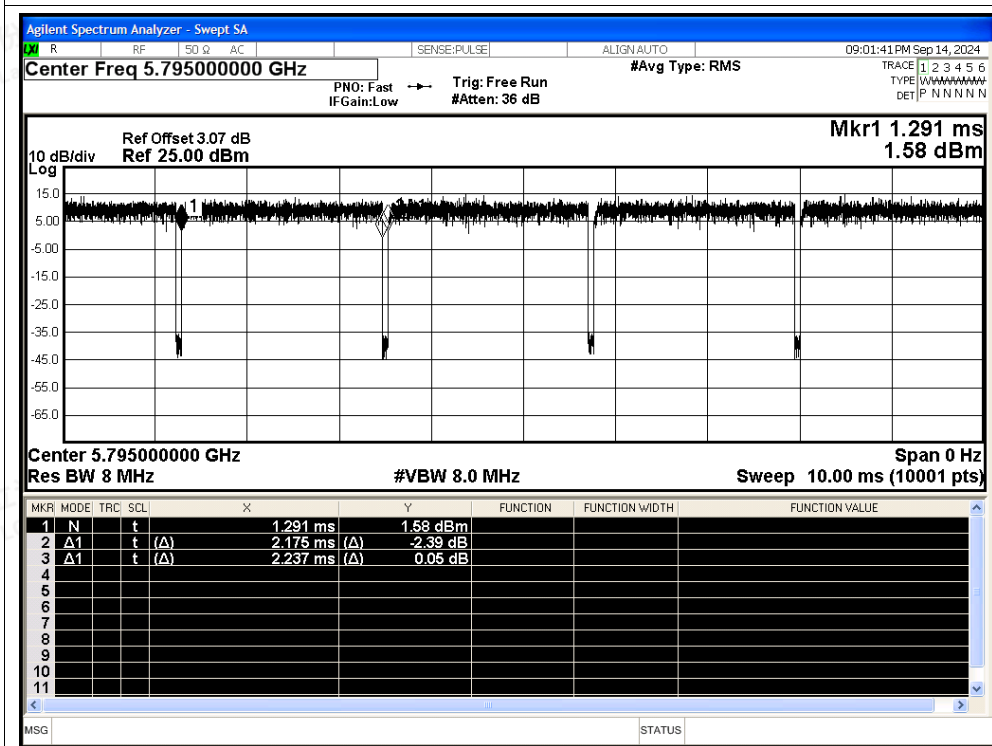 Agilent Spectrum Analyzer - Swept SA
LXI R RF 50 Ω AC SENSE:PULSE ALIGN AUTO 09:01:41 PM Sep 14, 2024
Center Freq 5.795000000 GHz #Avg Type: RMS TRACE 1 2 3 4 5 6
PNO: Fast Trig: Free Run TYPE WWWWWW
IFGain:Low #Atten: 36 dB DET P N N N N N
Mkr1 1.291 ms
Ref Offset 3.07 dB
10 dB/div Ref 25.00 dBm 1.58 dBm
Log
15.0
1
5.00
-5.00
-15.0
-25.0
-35.0
-45.0
-55.0
-65.0
Center 5.795000000 GHz Span 0 Hz
Res BW 8 MHz #VBW 8.0 MHz Sweep 10.00 ms (10001 pts)
MKR MODE TRC SCL X Y FUNCTION FUNCTION WIDTH FUNCTION VALUE
1 N t 1.291 ms 1.58 dBm
2 Δ1 t (Δ) 2.175 ms (Δ) -2.39 dB
3 Δ1 t (Δ) 2.237 ms (Δ) 0.05 dB
4
5
6
7
8
9
10
11
MSG STATUS